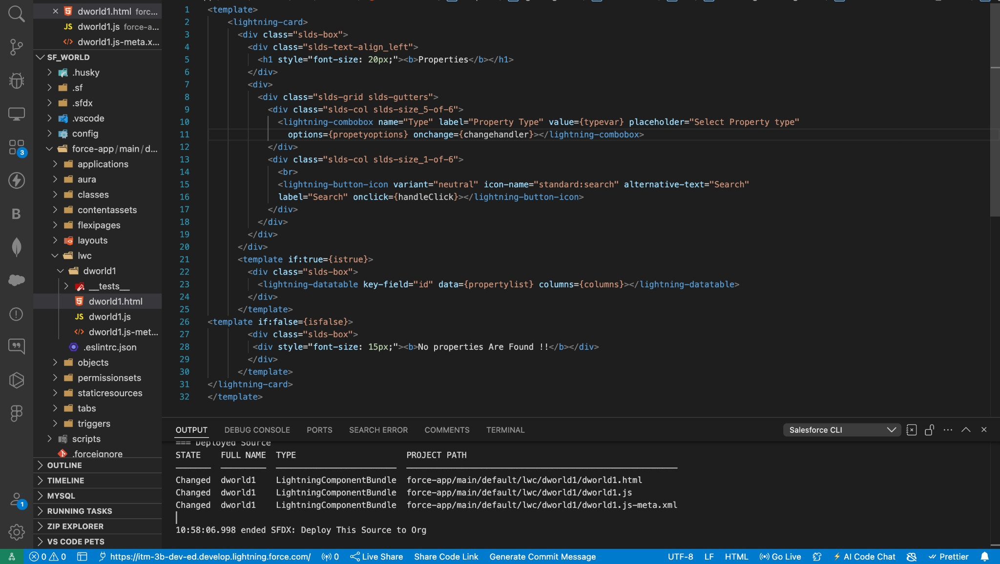 dworld1.html forc...
JS dworld1.js force-a...
dworld1.js-meta.x...
SF_WORLD
.husky
.sf
.sfdx
.vscode
config
force-app/main/d...
applications
aura
classes
contentassets
flexipages
layouts
lwc
dworld1
__tests__
dworld1.html
JS dworld1.js
dworld1.js-met...
.eslintrc.json
objects
permissionsets
staticresources
tabs
triggers
scripts
.forceignore
OUTLINE
TIMELINE
MYSQL
RUNNING TASKS
ZIP EXPLORER
VS CODE PETS
3
B
1
1 <template>
2 <lightning-card>
3 <div class="slds-box">
4 <div class="slds-text-align_left">
5 <h1 style="font-size: 20px;"><b>Properties</b></h1>
6 </div>
7 <div>
8 <div class="slds-grid slds-gutters">
9 <div class="slds-col slds-size_5-of-6">
10 <lightning-combobox name="Type" label="Property Type" value={typevar} placeholder="Select Property type"
11 options={propetyoptions} onchange={changehandler}></lightning-combobox>
12 </div>
13 <div class="slds-col slds-size_1-of-6">
14 <br>
15 <lightning-button-icon variant="neutral" icon-name="standard:search" alternative-text="Search"
16 label="Search" onclick={handleClick}></lightning-button-icon>
17 </div>
18 </div>
19 </div>
20 </div>
21 <template if:true={istrue}>
22 <div class="slds-box">
23 <lightning-datatable key-field="id" data={propertylist} columns={columns}></lightning-datatable>
24 </div>
25 </template>
26 <template if:false={isfalse}>
27 <div class="slds-box">
28 <div style="font-size: 15px;"><b>No properties Are Found !!</b></div>
29 </div>
30 </template>
31 </lightning-card>
32 </template>
OUTPUT DEBUG CONSOLE PORTS SEARCH ERROR COMMENTS TERMINAL Salesforce CLI
=== Deployed Source
STATE FULL NAME TYPE PROJECT PATH
Changed dworld1 LightningComponentBundle force-app/main/default/lwc/dworld1/dworld1.html
Changed dworld1 LightningComponentBundle force-app/main/default/lwc/dworld1/dworld1.js
Changed dworld1 LightningComponentBundle force-app/main/default/lwc/dworld1/dworld1.js-meta.xml
10:58:06.998 ended SFDX: Deploy This Source to Org
0 0 https://itm-3b-dev-ed.develop.lightning.force.com/ 0 Live Share Share Code Link Generate Commit Message UTF-8 LF HTML Go Live AI Code Chat Prettier